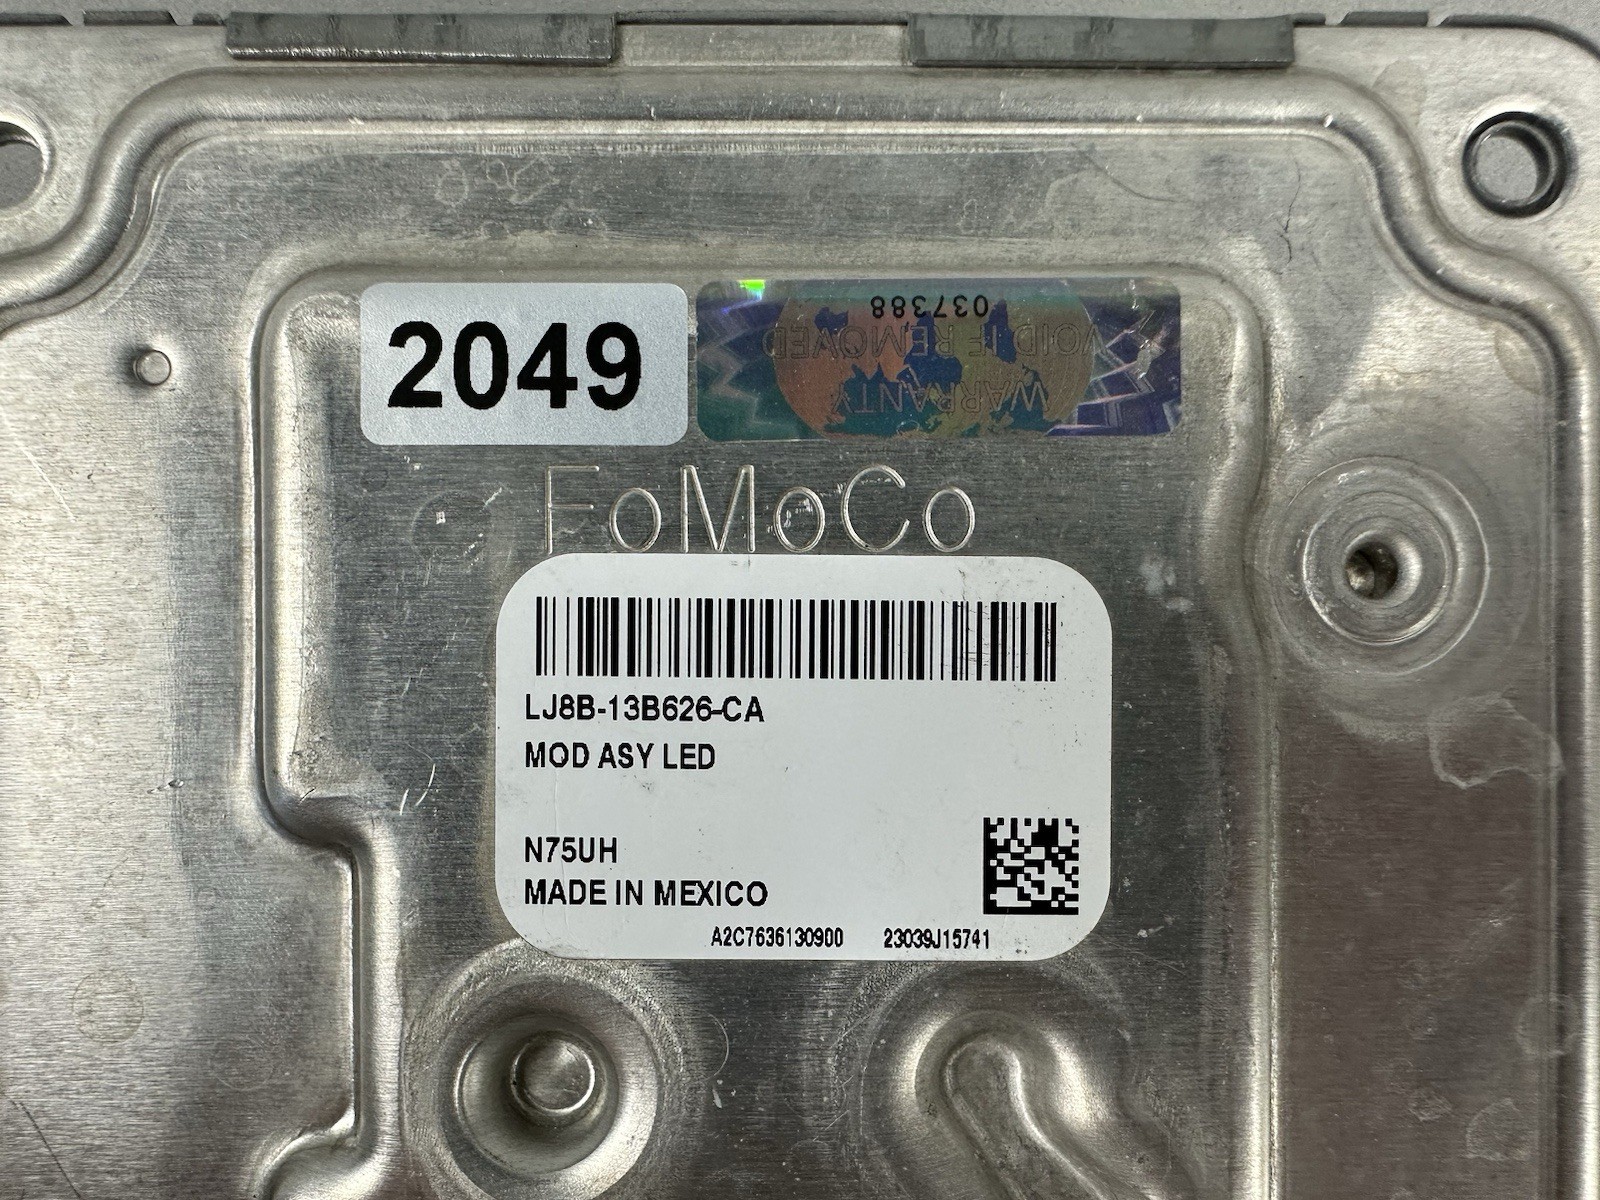 2049
037388
VOID IF REMOVED
WARRANTY
FoMoCo
LJ8B-13B626-CA
MOD ASY LED
N75UH
MADE IN MEXICO
A2C7636130900 23039J15741